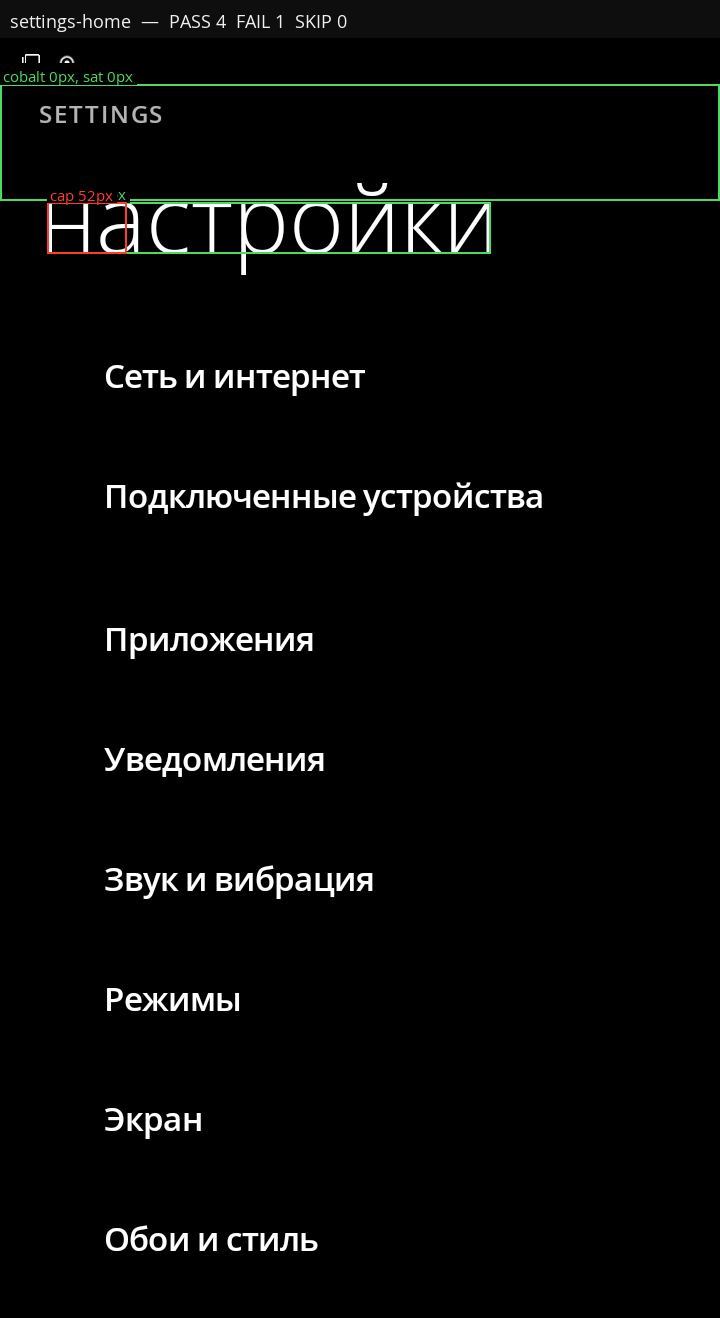 settings-home — PASS 4 FAIL 1 SKIP 0
cobalt 0px, sat 0px
SETTINGS
cap 52px x
настройки
Сеть и интернет
Подключенные устройства
Приложения
Уведомления
Звук и вибрация
Режимы
Экран
Обои и стиль